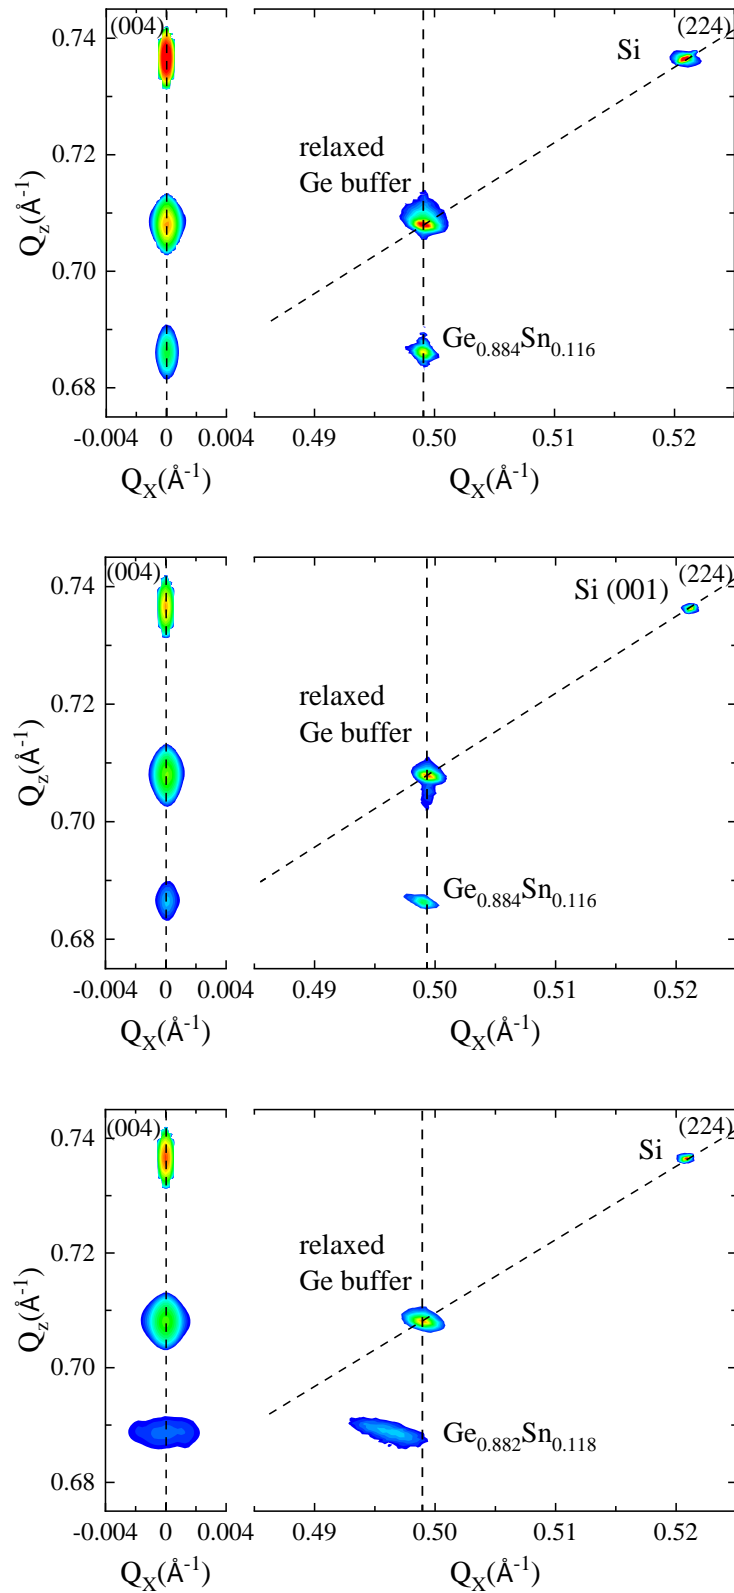 (004)
(224)
Si
relaxed
Ge buffer
Ge0.884Sn0.116
0.74
0.72
0.70
0.68
Qz(Å-1)
-0.004 0 0.004 0.49 0.50 0.51 0.52
QX(Å-1) QX(Å-1)
(004)
(224)
Si (001)
relaxed
Ge buffer
Ge0.884Sn0.116
0.74
0.72
0.70
0.68
Qz(Å-1)
-0.004 0 0.004 0.49 0.50 0.51 0.52
QX(Å-1) QX(Å-1)
(004)
(224)
Si
relaxed
Ge buffer
Ge0.882Sn0.118
0.74
0.72
0.70
0.68
Qz(Å-1)
-0.004 0 0.004 0.49 0.50 0.51 0.52
QX(Å-1) QX(Å-1)